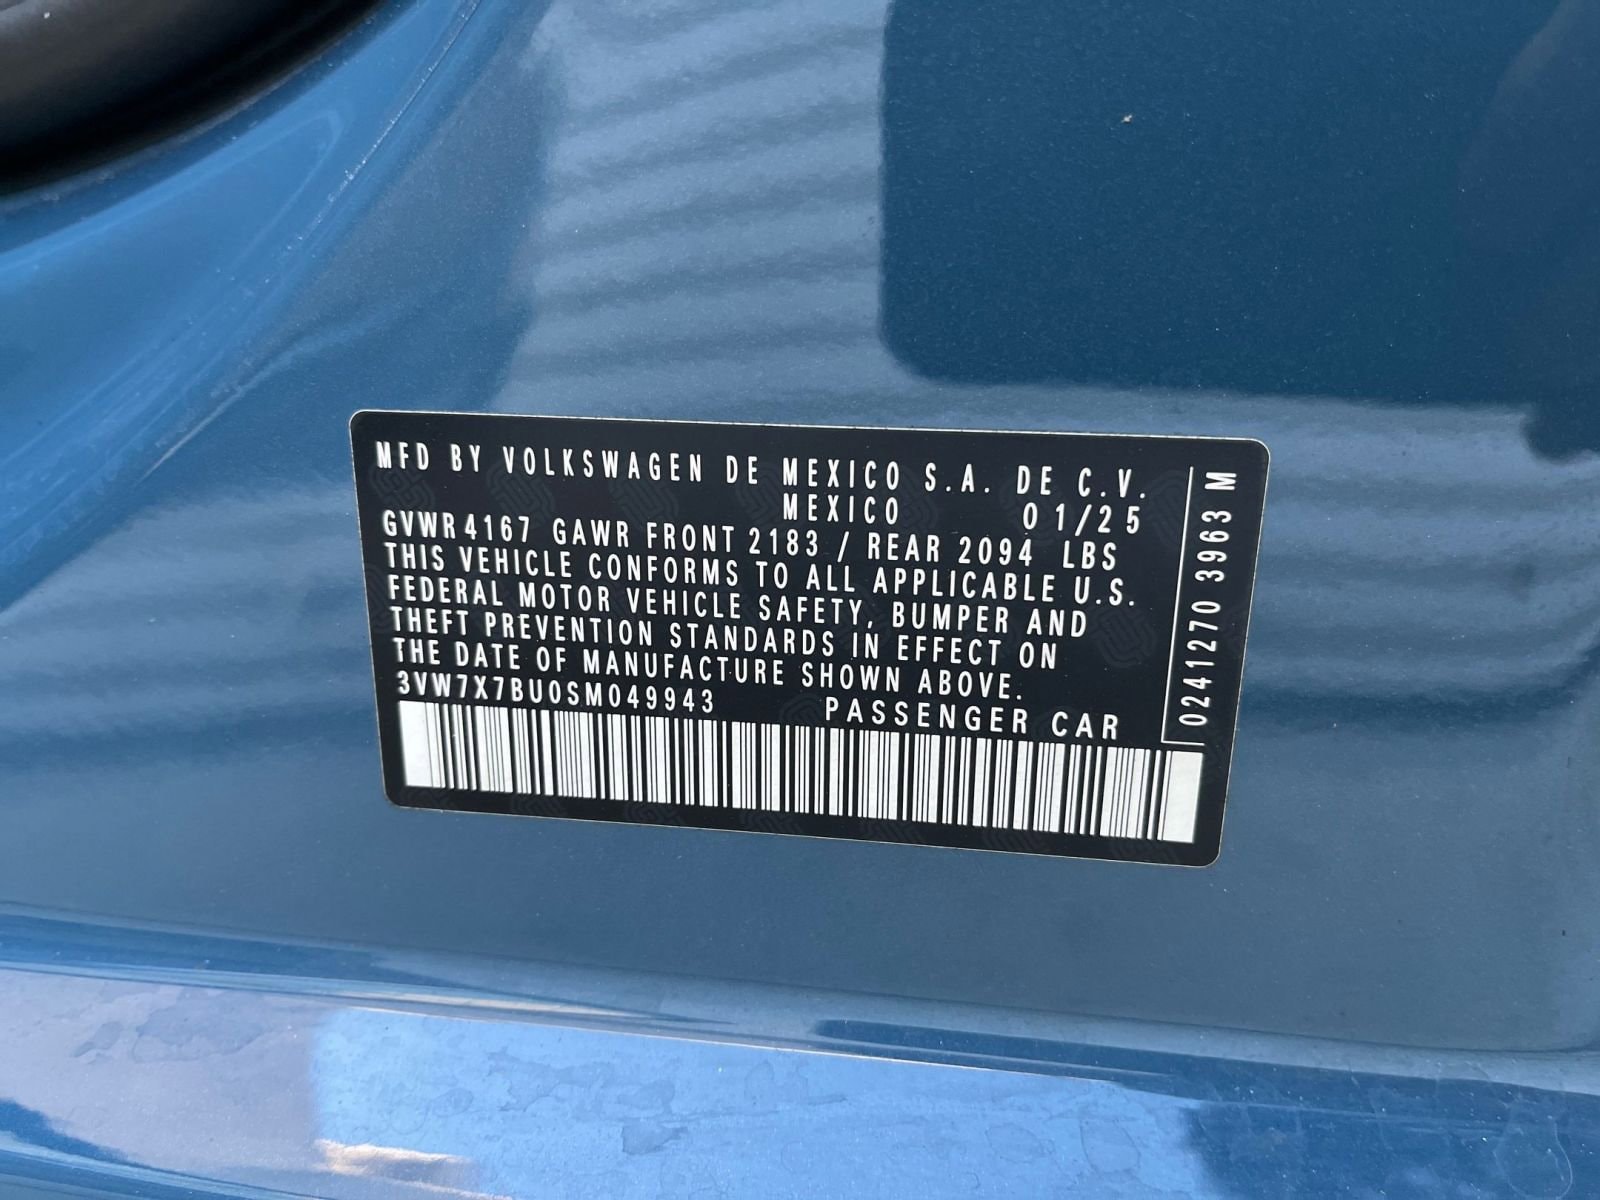 MFD BY VOLKSWAGEN DE MEXICO S.A. DE C.V.
MEXICO 01/25
GVWR 4167 GAWR FRONT 2183 / REAR 2094 LBS
THIS VEHICLE CONFORMS TO ALL APPLICABLE U.S.
FEDERAL MOTOR VEHICLE SAFETY, BUMPER AND
THEFT PREVENTION STANDARDS IN EFFECT ON
THE DATE OF MANUFACTURE SHOWN ABOVE.
3VW7X7BU0SM049943 PASSENGER CAR
0241270 3963 M